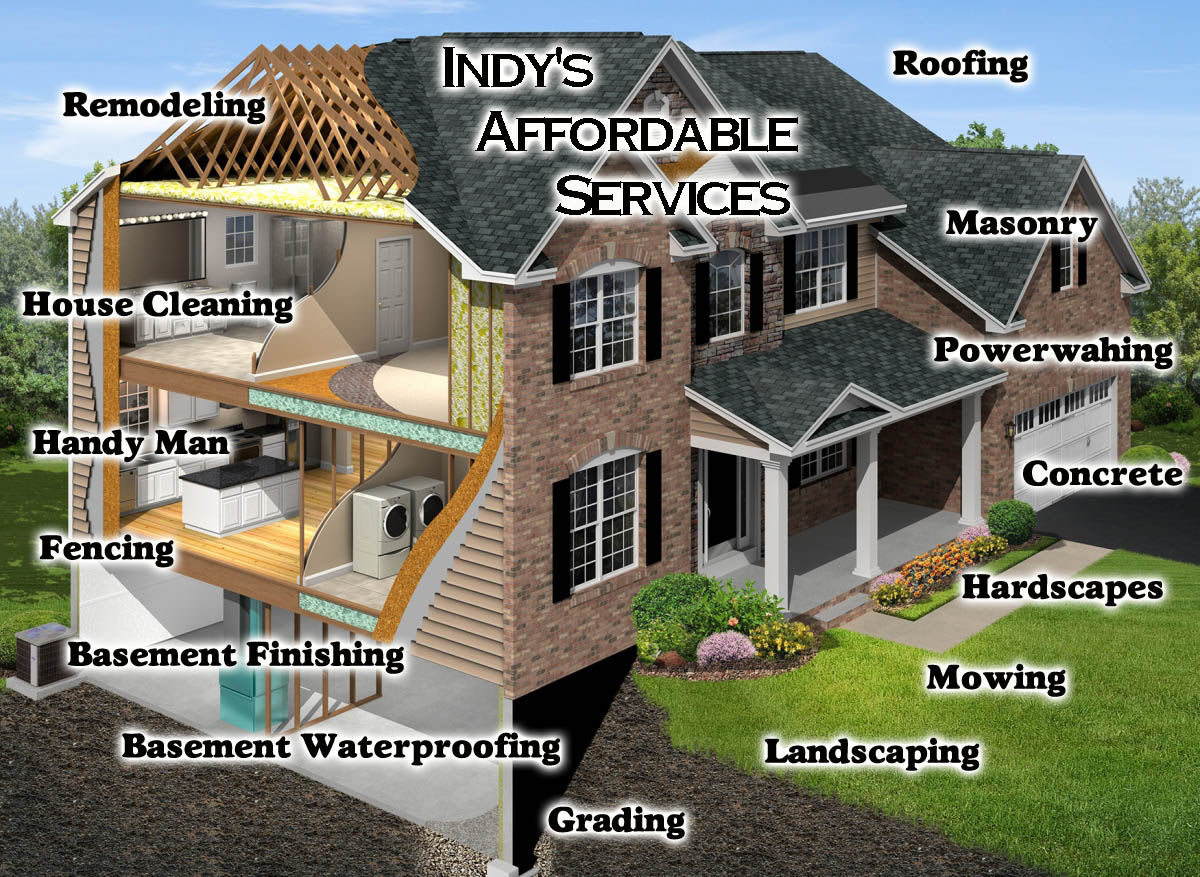 Indy's
Affordable
Services
Roofing
Remodeling
Masonry
House Cleaning
Powerwahing
Handy Man
Concrete
Fencing
Hardscapes
Basement Finishing
Mowing
Basement Waterproofing
Landscaping
Grading